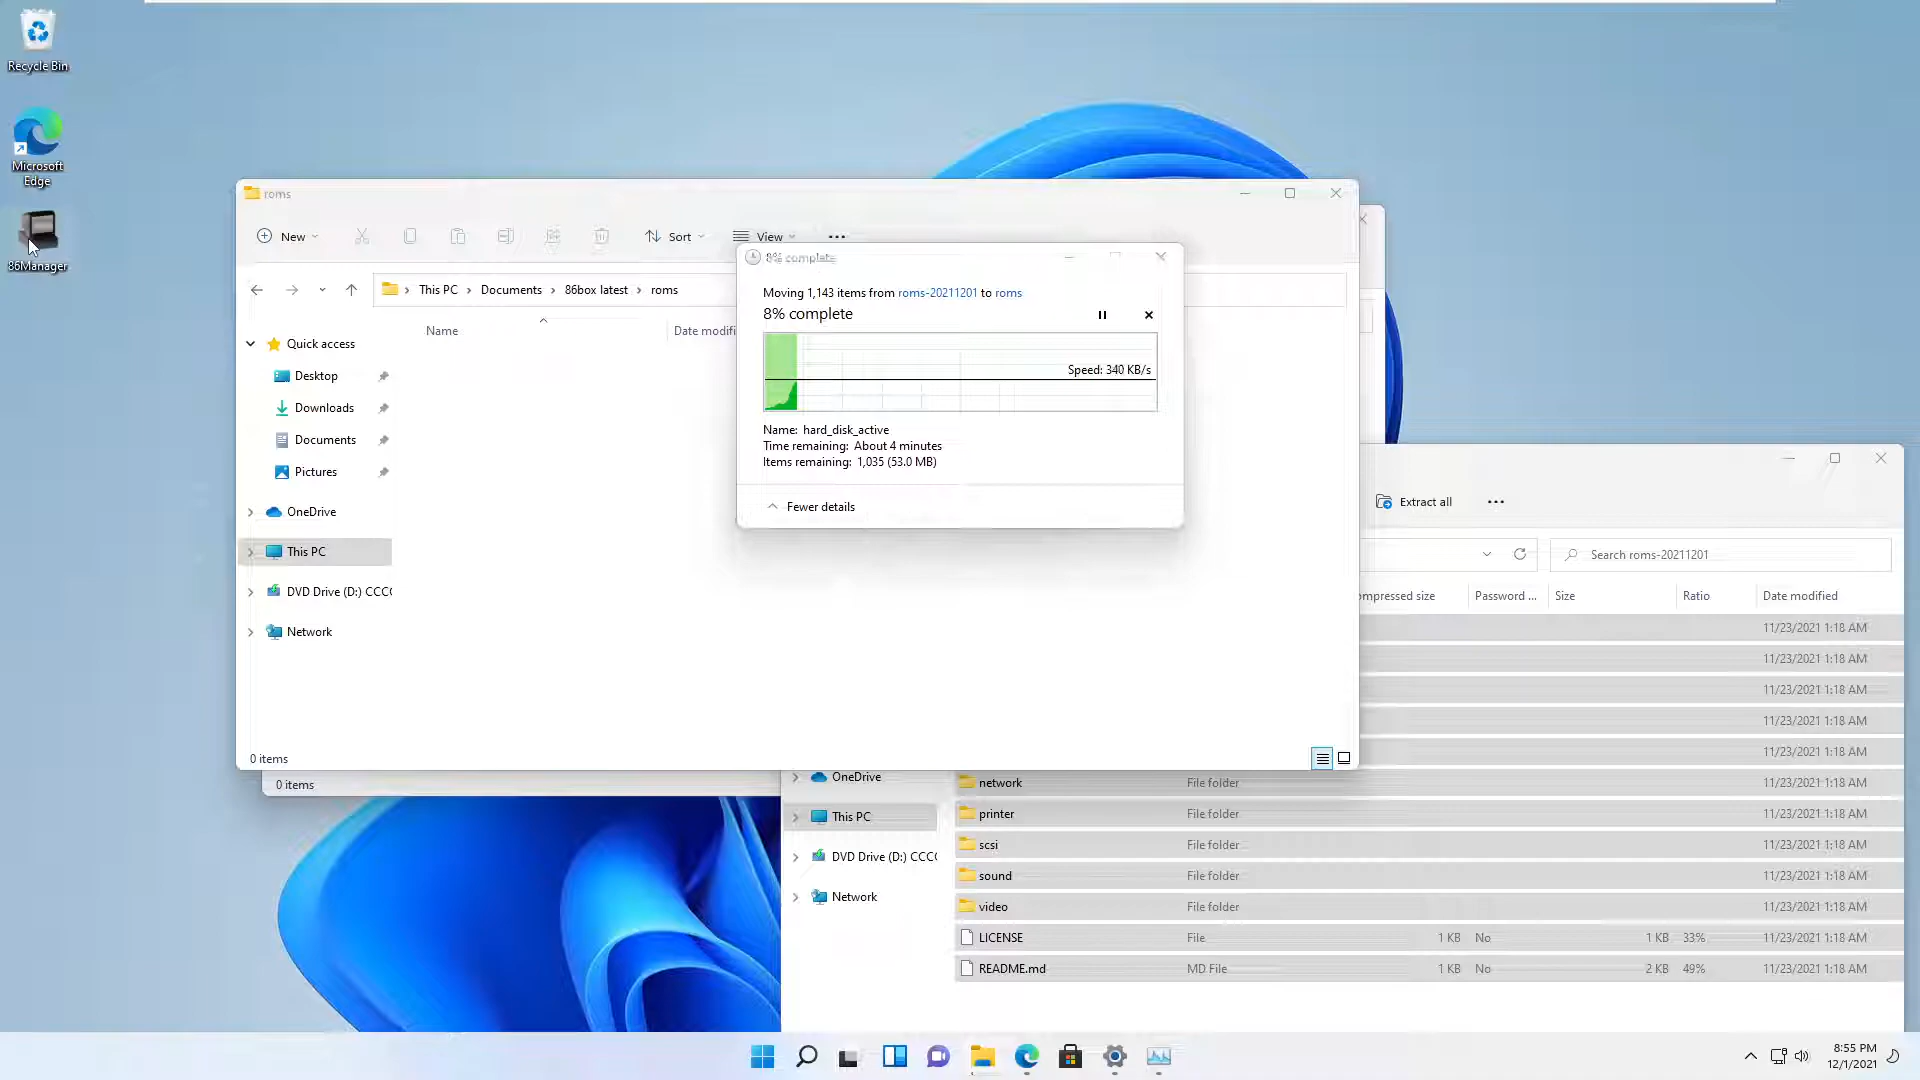 Recycle Bin
Microsoft
Edge
86Manager
roms
New
Sort
View
This PC
Documents
86box latest
roms
Name
Date modifi
Quick access
Desktop
Downloads
Documents
Pictures
OneDrive
This PC
DVD Drive (D:) CCC
Network
0 items
8% complete
Moving 1,143 items from roms-20211201 to roms
8% complete
Speed: 340 KB/s
Name: hard_disk_active
Time remaining: About 4 minutes
Items remaining: 1,035 (53.0 MB)
Fewer details
0 items
Extract all
Search roms-20211201
ompressed size
Password ...
Size
Ratio
Date modified
11/23/2021 1:18 AM
11/23/2021 1:18 AM
11/23/2021 1:18 AM
11/23/2021 1:18 AM
11/23/2021 1:18 AM
OneDrive
This PC
DVD Drive (D:) CCC
Network
network File folder 11/23/2021 1:18 AM
printer File folder 11/23/2021 1:18 AM
scsi File folder 11/23/2021 1:18 AM
sound File folder 11/23/2021 1:18 AM
video File folder 11/23/2021 1:18 AM
LICENSE File 1 KB No 1 KB 33% 11/23/2021 1:18 AM
README.md MD File 1 KB No 2 KB 49% 11/23/2021 1:18 AM
8:55 PM
12/1/2021